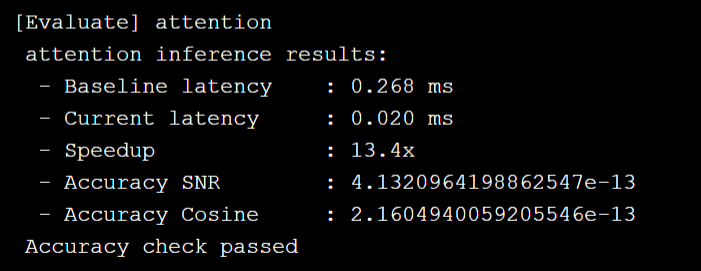 [Evaluate] attention
attention inference results:
- Baseline latency : 0.268 ms
- Current latency : 0.020 ms
- Speedup : 13.4x
- Accuracy SNR : 4.1320964198862547e-13
- Accuracy Cosine : 2.1604940059205546e-13
Accuracy check passed